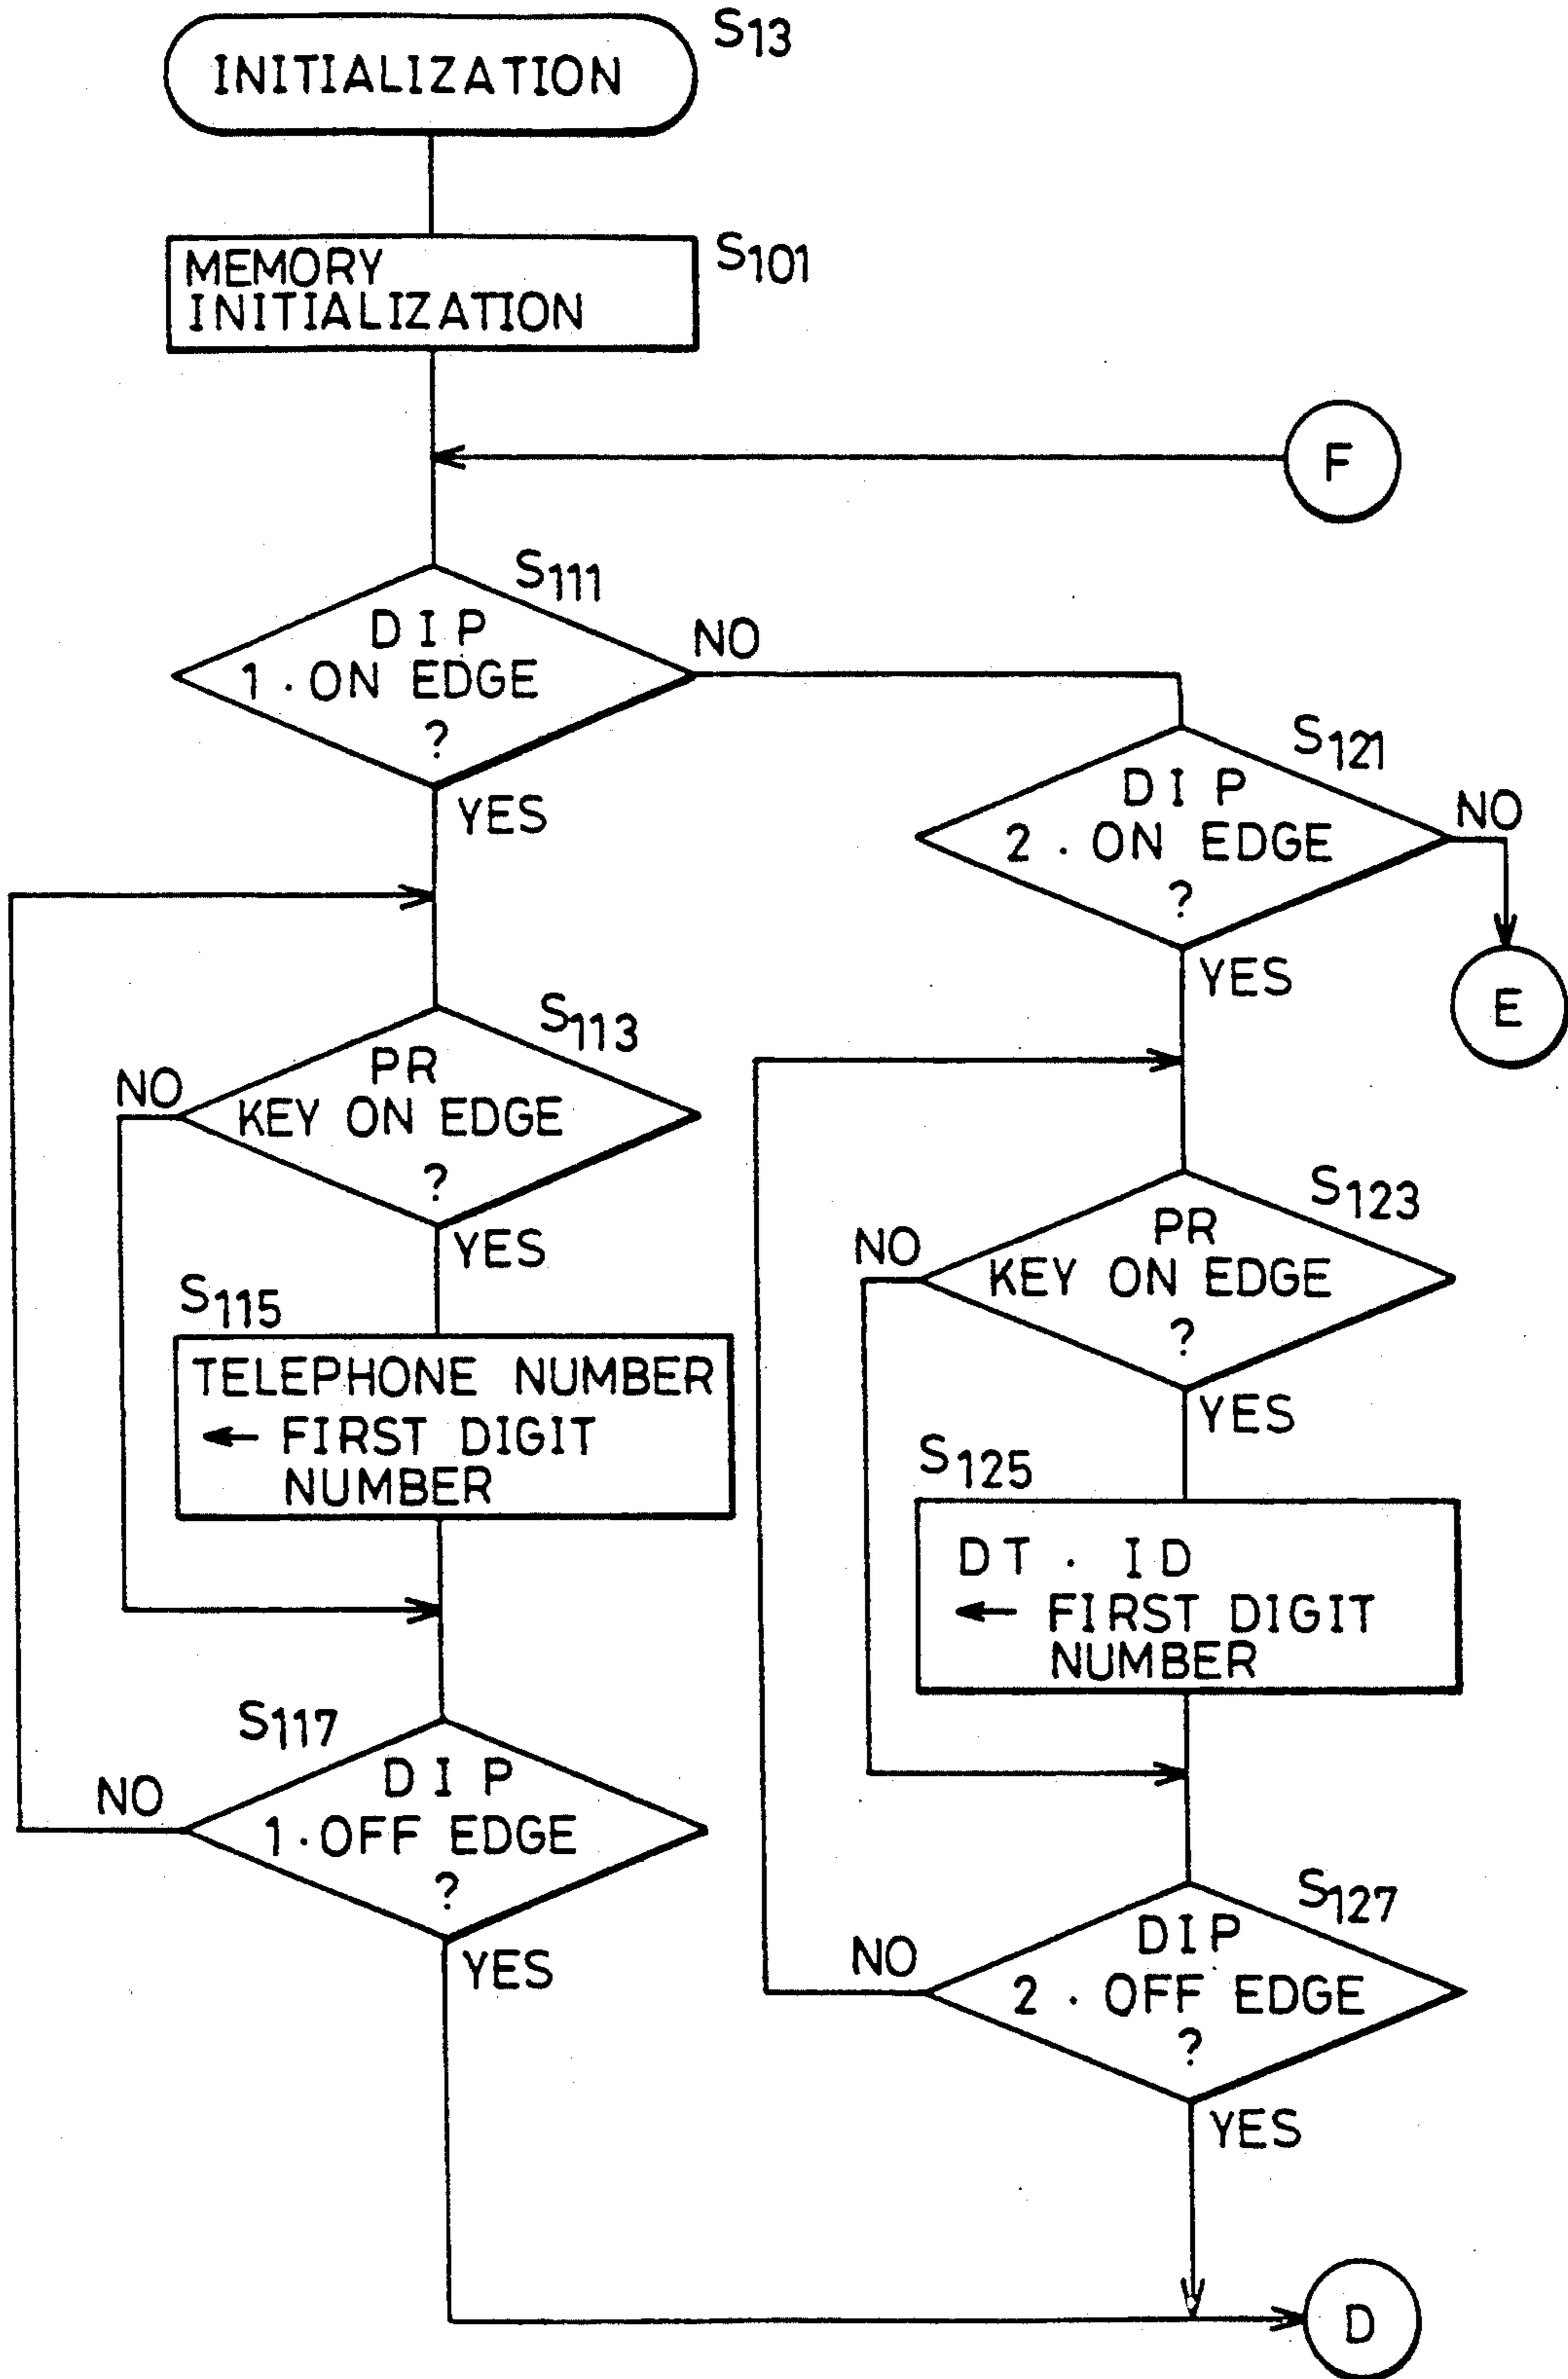 INITIALIZATION
S13
MEMORY
INITIALIZATION
S101
F
S111
DIP
1. ON EDGE
?
NO
YES
S121
DIP
2. ON EDGE
?
NO
YES
E
S113
PR
KEY ON EDGE
?
NO
YES
S115
TELEPHONE NUMBER
← FIRST DIGIT
NUMBER
S117
DIP
1. OFF EDGE
?
NO
YES
S123
PR
KEY ON EDGE
?
NO
YES
S125
DT. ID
← FIRST DIGIT
NUMBER
S127
DIP
2. OFF EDGE
?
NO
YES
D